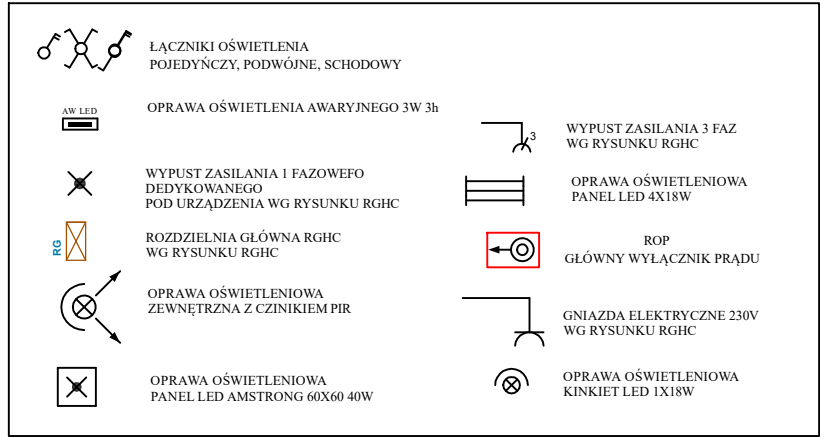 ŁĄCZNIKI OŚWIETLENIA
POJEDYŃCZY, PODWÓJNE, SCHODOWY
AW LED
OPRAWA OŚWIETLENIA AWARYJNEGO 3W 3h
WYPUST ZASILANIA 1 FAZOWEFO
DEDYKOWANEGO
POD URZĄDZENIA WG RYSUNKU RGHC
RG
ROZDZIELNIA GŁÓWNA RGHC
WG RYSUNKU RGHC
OPRAWA OŚWIETLENIOWA
ZEWNĘTRZNA Z CZINIKIEM PIR
OPRAWA OŚWIETLENIOWA
PANEL LED AMSTRONG 60X60 40W
3
WYPUST ZASILANIA 3 FAZ
WG RYSUNKU RGHC
OPRAWA OŚWIETLENIOWA
PANEL LED 4X18W
ROP
GŁÓWNY WYŁĄCZNIK PRĄDU
GNIAZDA ELEKTRYCZNE 230V
WG RYSUNKU RGHC
OPRAWA OŚWIETLENIOWA
KINKIET LED 1X18W